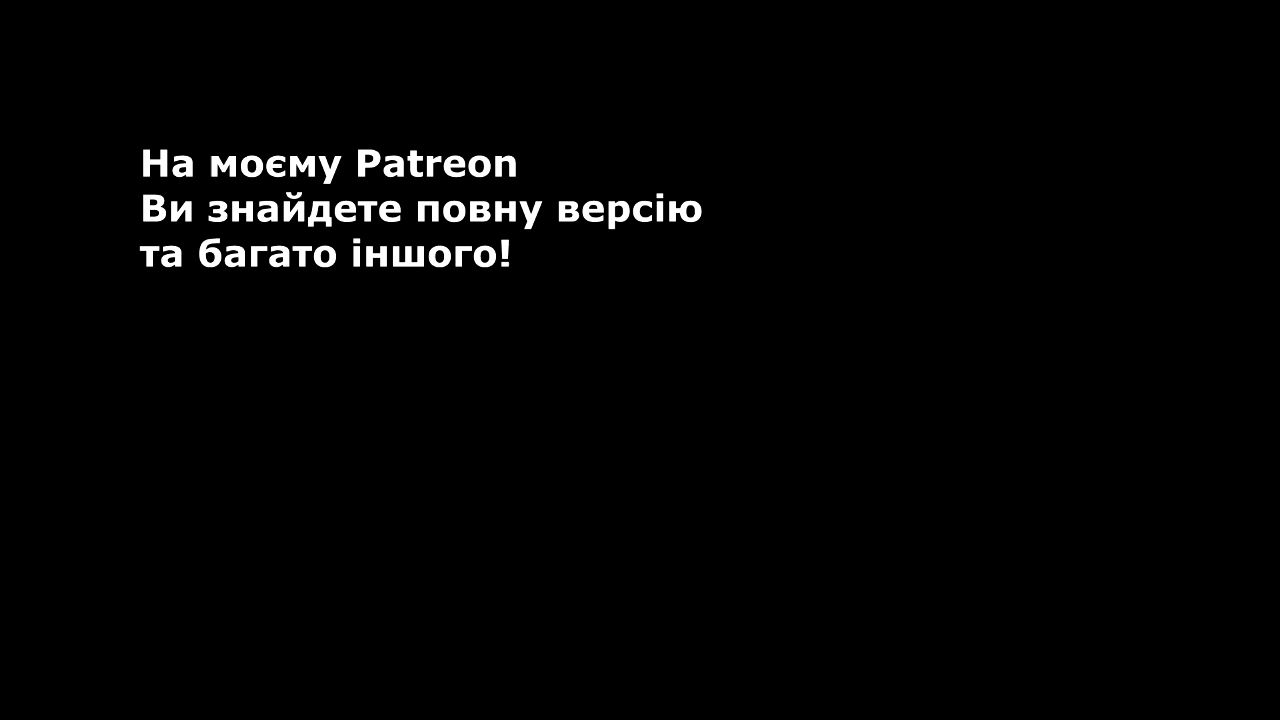 На моєму Patreon
Ви знайдете повну версію
та багато іншого!